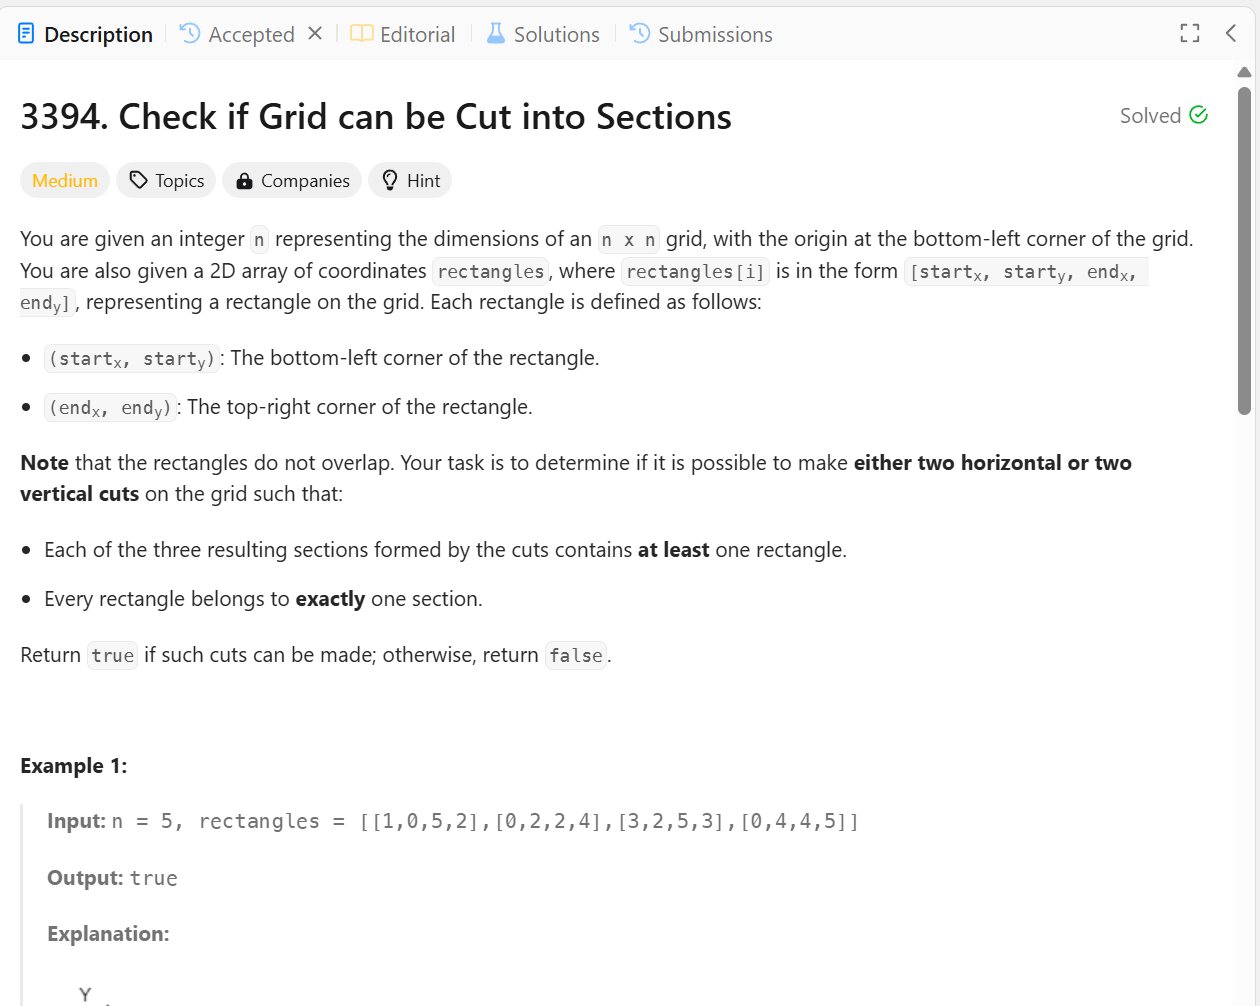 Description Accepted Editorial Solutions Submissions
3394. Check if Grid can be Cut into Sections
Solved
Medium Topics Companies Hint
You are given an integer n representing the dimensions of an n x n grid, with the origin at the bottom-left corner of the grid.
You are also given a 2D array of coordinates rectangles, where rectangles[i] is in the form [startx, starty, endx,
endy], representing a rectangle on the grid. Each rectangle is defined as follows:
• (startx, starty): The bottom-left corner of the rectangle.
• (endx, endy): The top-right corner of the rectangle.
Note that the rectangles do not overlap. Your task is to determine if it is possible to make either two horizontal or two
vertical cuts on the grid such that:
• Each of the three resulting sections formed by the cuts contains at least one rectangle.
• Every rectangle belongs to exactly one section.
Return true if such cuts can be made; otherwise, return false.
Example 1:
Input: n = 5, rectangles = [[1,0,5,2],[0,2,2,4],[3,2,5,3],[0,4,4,5]]
Output: true
Explanation:
Y